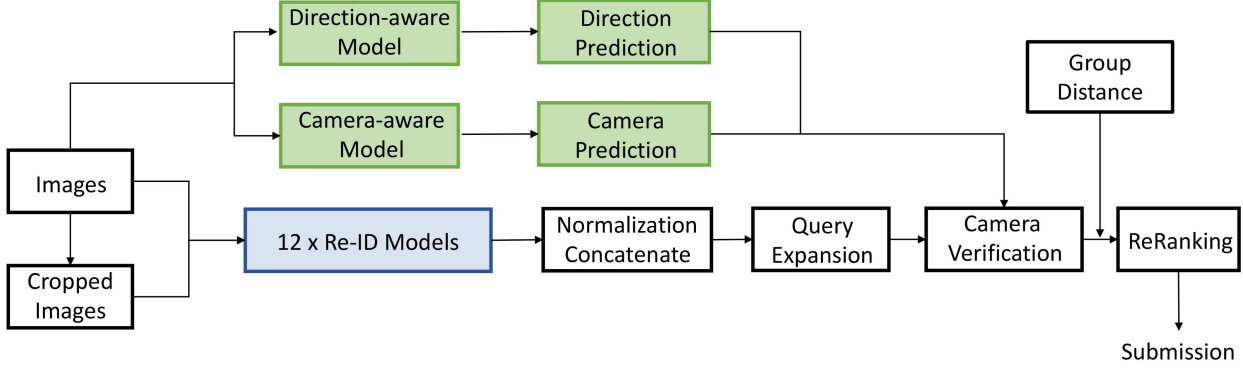 Direction-aware
Model
Direction
Prediction
Group
Distance
Camera-aware
Model
Camera
Prediction
Images
12 x Re-ID Models
Normalization
Concatenate
Query
Expansion
Camera
Verification
ReRanking
Cropped
Images
Submission